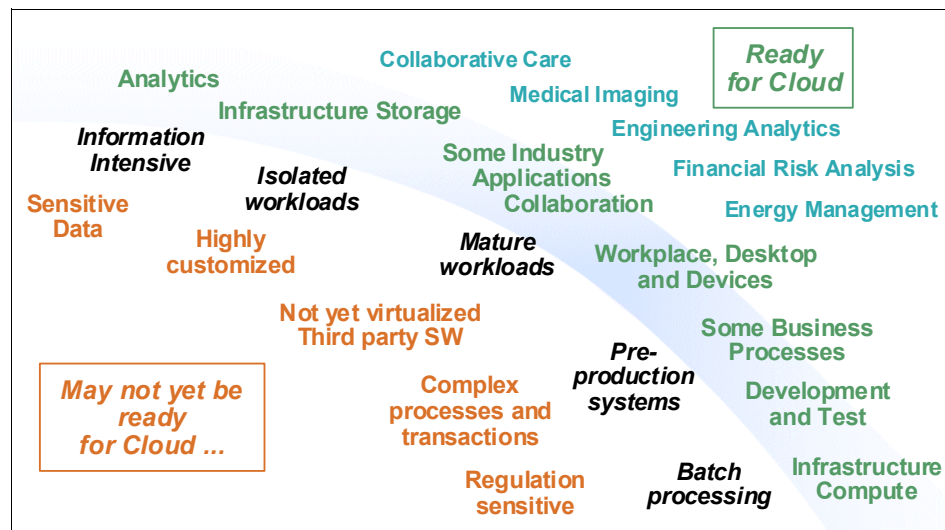 Collaborative Care
Ready
for Cloud
Analytics
Medical Imaging
Infrastructure Storage
Engineering Analytics
Information
Intensive
Some Industry
Applications
Collaboration
Financial Risk Analysis
Isolated
workloads
Sensitive
Data
Energy Management
Highly
customized
Mature
workloads
Workplace, Desktop
and Devices
Not yet virtualized
Third party SW
Some Business
Processes
Pre-
production
systems
May not yet be
ready
for Cloud ...
Complex
processes and
transactions
Development
and Test
Regulation
sensitive
Batch
processing
Infrastructure
Compute